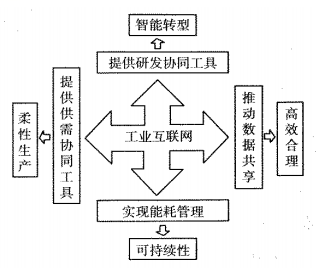 智能转型
提供研发协同工具
柔性生产
提供供需协同工具
工业互联网
推动数据共享
高效合理
实现能耗管理
可持续性